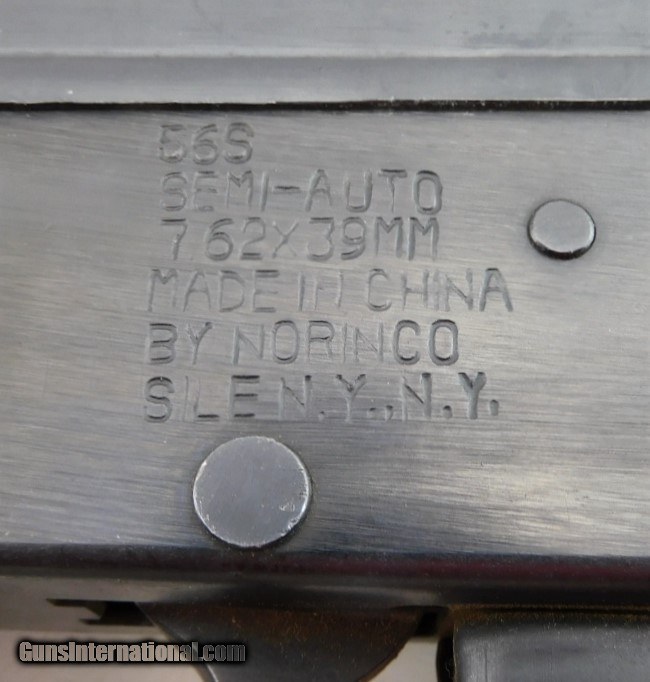 56S
SEMI-AUTO
7.62X39MM
MADE IN CHINA
BY NORINCO
SILE N.Y., N.Y.
GunsInternational.com